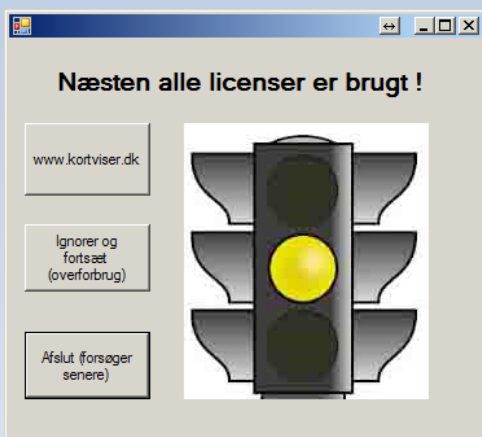 Næsten alle licenser er brugt !
www.kortviser.dk
Ignorer og
fortsæt
(overforbrug)
Afslut (forsøger
senere)